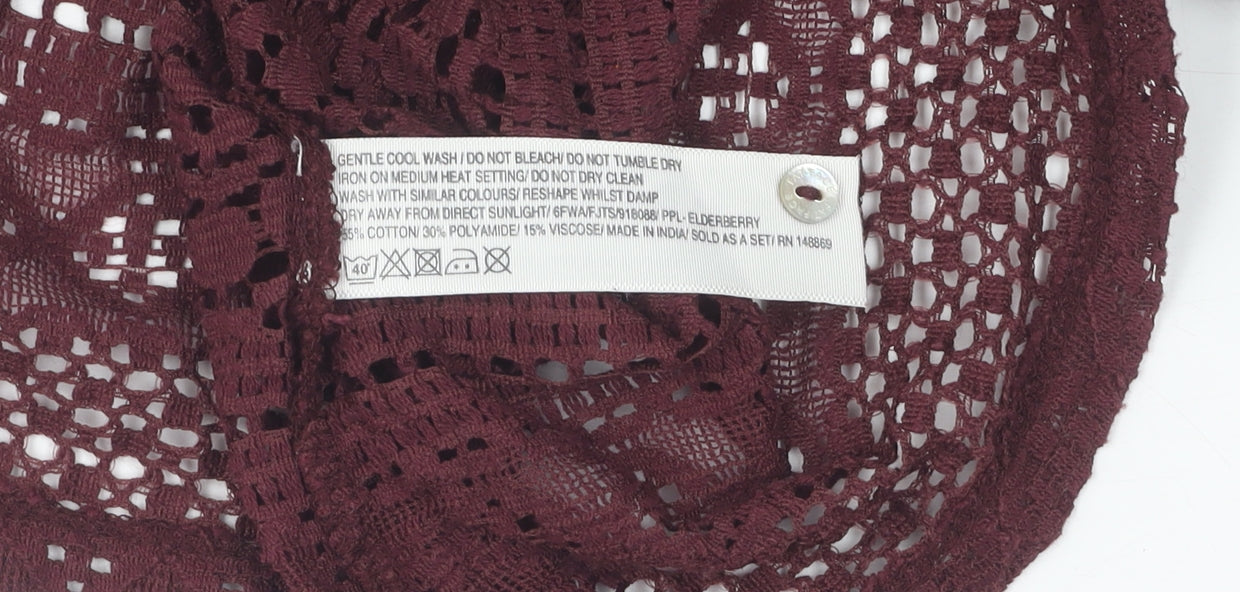 GENTLE COOL WASH / DO NOT BLEACH/ DO NOT TUMBLE DRY
IRON ON MEDIUM HEAT SETTING/ DO NOT DRY CLEAN
WASH WITH SIMILAR COLOURS/ RESHAPE WHILST DAMP
DRY AWAY FROM DIRECT SUNLIGHT/ 6FWA/FJTS/918088/ PPL- ELDERBERRY
55% COTTON/ 30% POLYAMIDE/ 15% VISCOSE/ MADE IN INDIA/ SOLD AS A SET/ RN 148869
40°